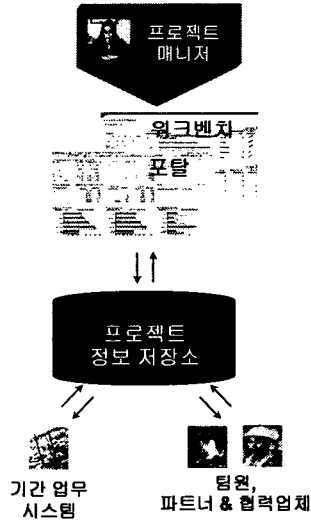 프로젝트
매니저
워크벤치
포탈
프로젝트
정보 저장소
기간 업무
시스템
팀원,
파트너 & 협력업체